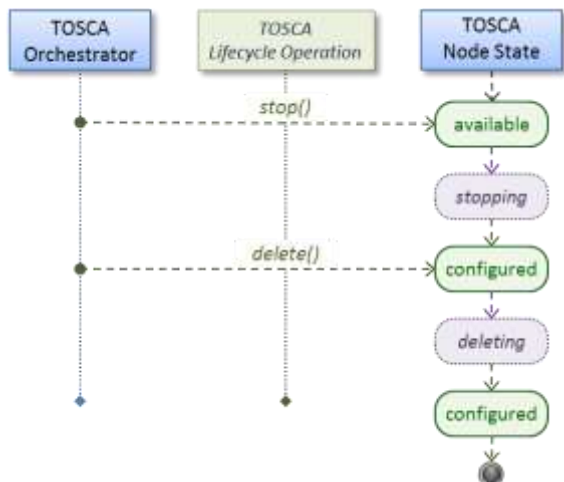 TOSCA
Orchestrator
TOSCA
Lifecycle Operation
TOSCA
Node State
stop()
available
stopping
delete()
configured
deleting
configured